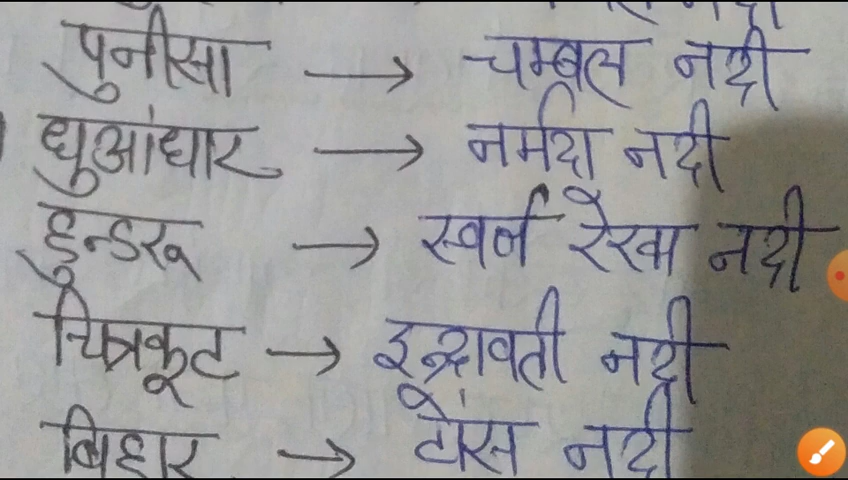 पुनीसा → चम्बल नदी
धुआंधार → नर्मदा नदी
हुन्डरू → स्वर्ण रेखा नदी
चित्रकूट → इन्द्रावती नदी
बिहार → टोंस नदी